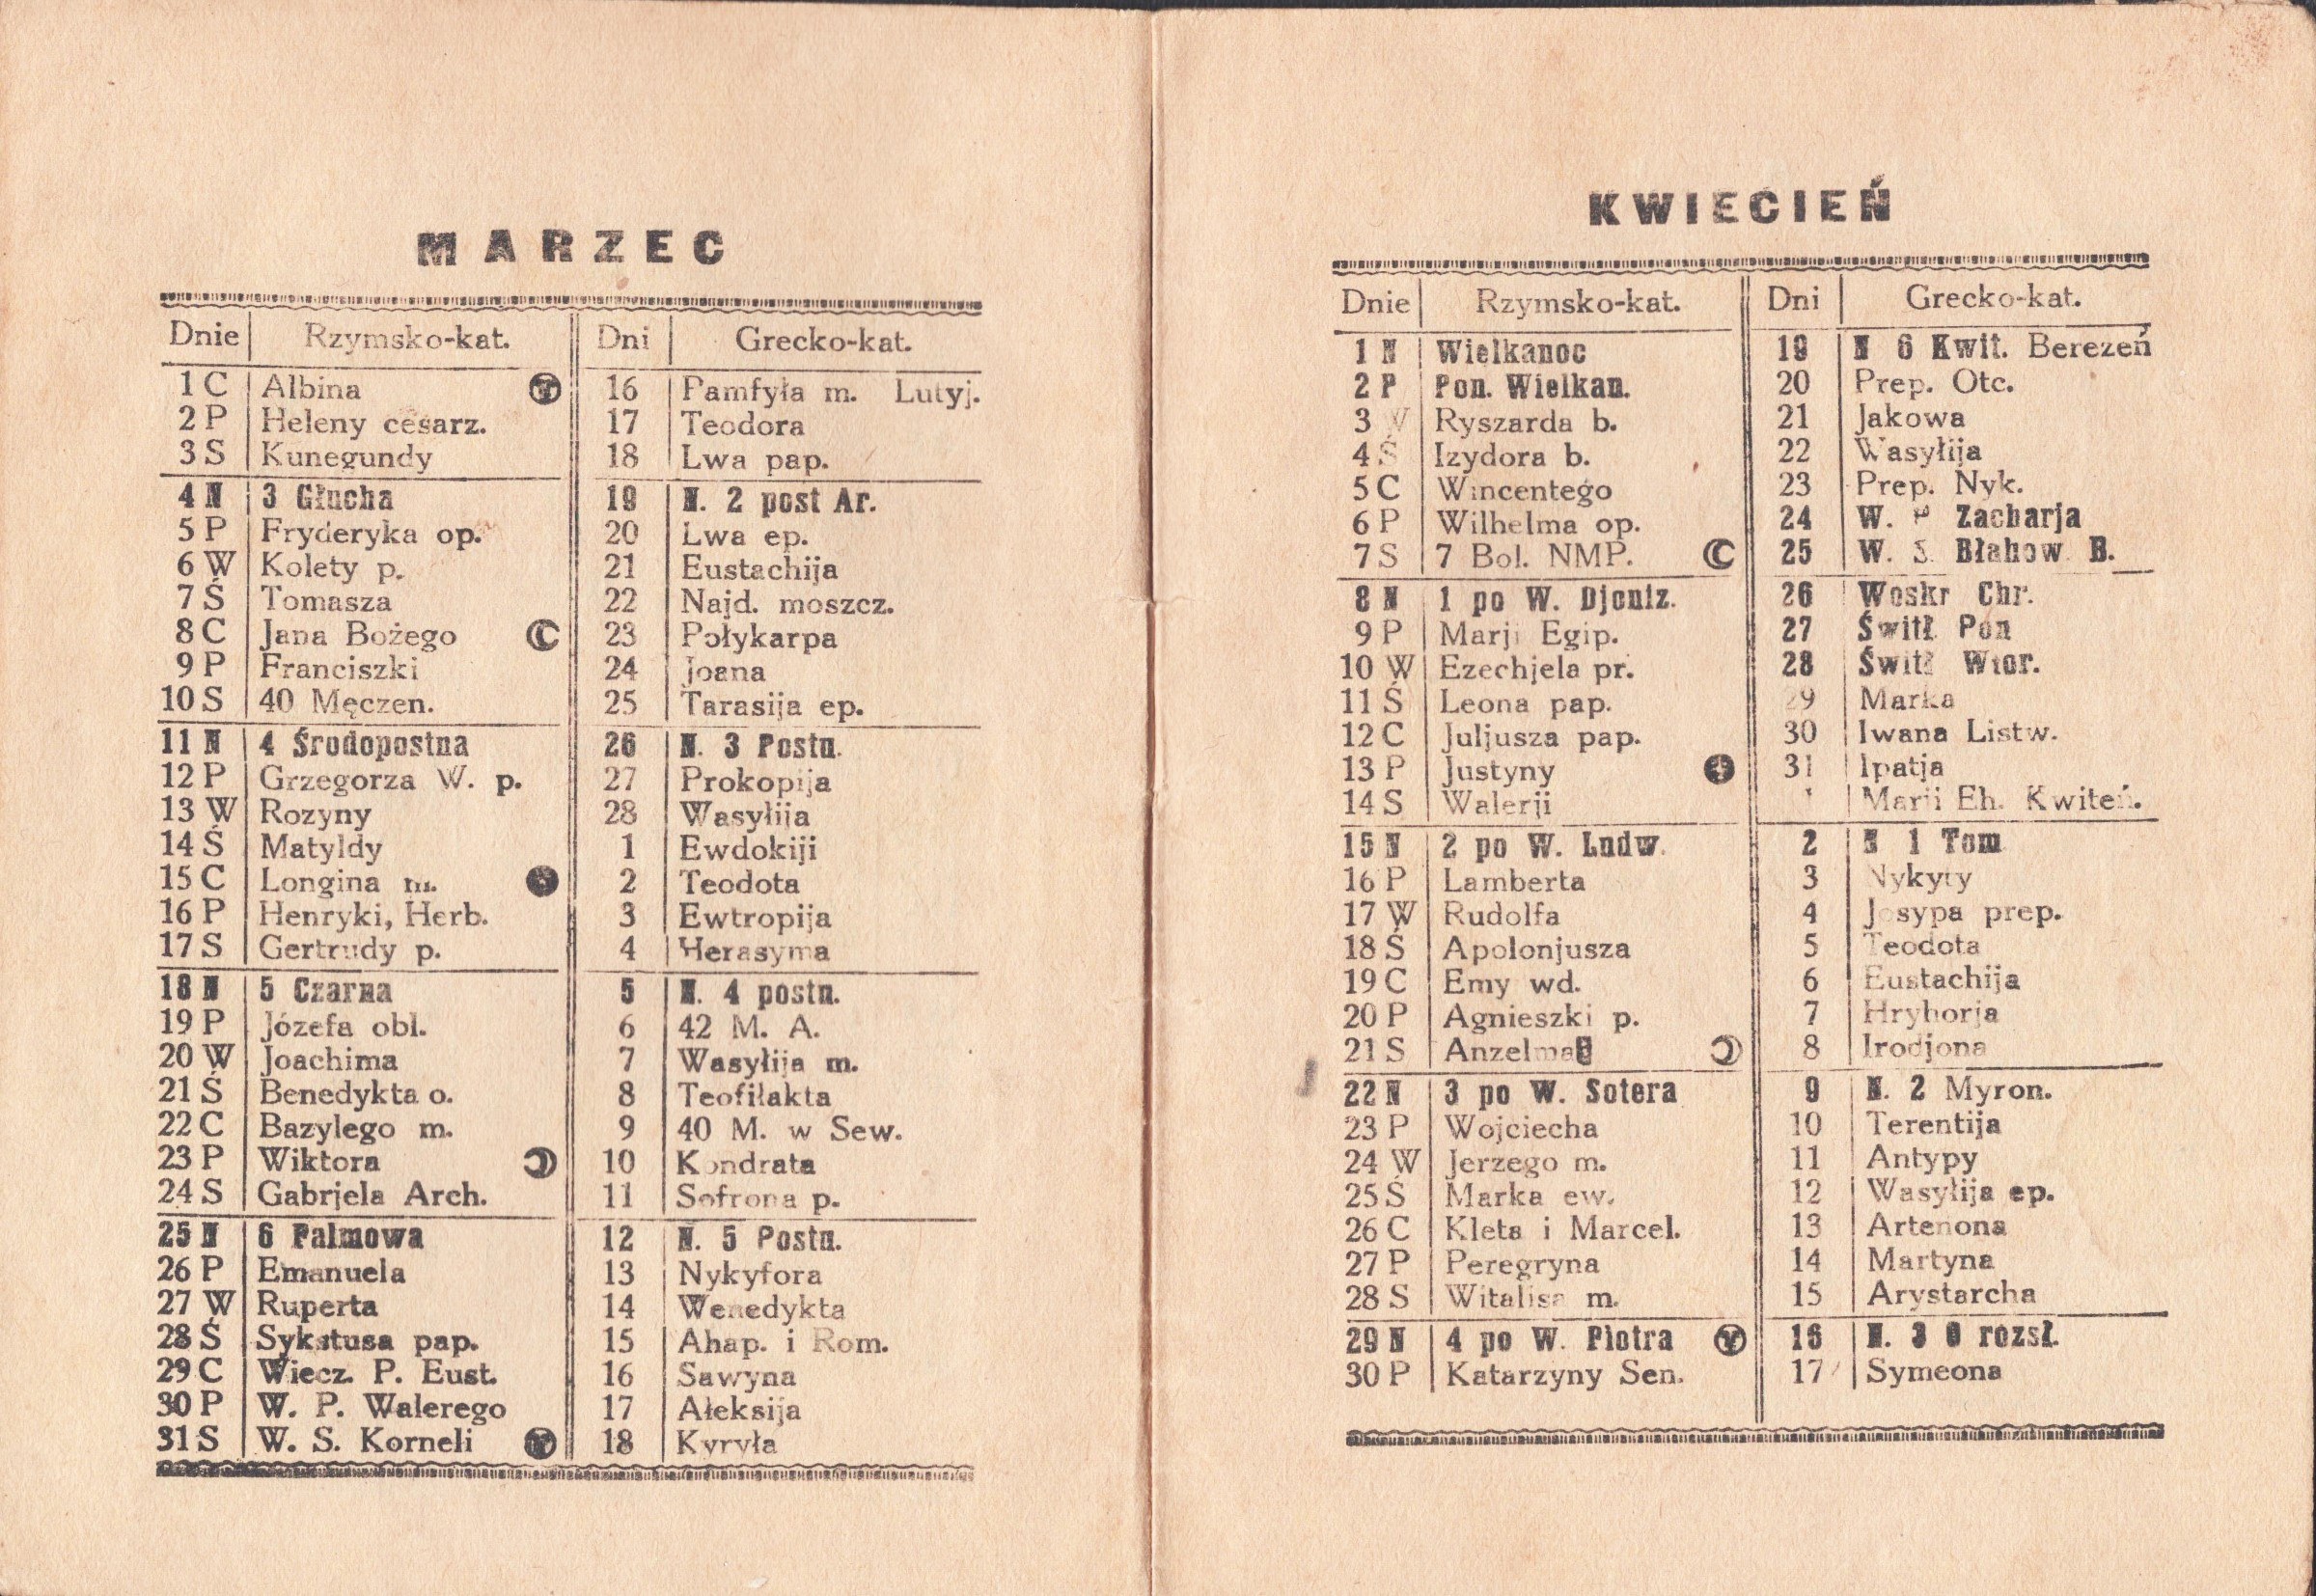 MARZEC
Dnie Rzymsko-kat. Dni Grecko-kat.
1 C Albina 16 Pamfyła m. Lutyj.
2 P Heleny cesarz. 17 Teodora
3 S Kunegundy 18 Lwa pap.
4 N 3 Głucha 19 N. 2 post Ar.
5 P Fryderyka op. 20 Lwa ep.
6 W Kolety p. 21 Eustachija
7 Ś Tomasza 22 Najd. moszcz.
8 C Jana Bożego 23 Połykarpa
9 P Franciszki 24 Joana
10 S 40 Męczen. 25 Tarasija ep.
11 N 4 Środopostna 26 N. 3 Postn.
12 P Grzegorza W. p. 27 Prokopija
13 W Rozyny 28 Wasyłija
14 Ś Matyldy 1 Ewdokiji
15 C Longina m. 2 Teodota
16 P Henryki, Herb. 3 Ewtropija
17 S Gertrudy p. 4 Herasyma
18 N 5 Czarna 5 N. 4 postn.
19 P Józefa obl. 6 42 M. A.
20 W Joachima 7 Wasyłija m.
21 Ś Benedykta o. 8 Teofiłakta
22 C Bazylego m. 9 40 M. w Sew.
23 P Wiktora 10 Kondrata
24 S Gabrjela Arch. 11 Sofrona p.
25 N 6 Palmowa 12 N. 5 Postn.
26 P Emanuela 13 Nykyfora
27 W Ruperta 14 Wenedykta
28 Ś Sykstusa pap. 15 Ahap. i Rom.
29 C Wiecz. P. Eust. 16 Sawyna
30 P W. P. Walerego 17 Ałeksija
31 S W. S. Korneli 18 Kyryła
KWIECIEŃ
Dnie Rzymsko-kat. Dni Grecko-kat.
1 N Wielkanoc 19 N 6 Kwit. Berezeń
2 P Pon. Wielkan. 20 Prep. Otc.
3 W Ryszarda b. 21 Jakowa
4 Ś Izydora b. 22 Wasyłija
5 C Wincentego 23 Prep. Nyk.
6 P Wilhelma op. 24 W. P Zacharja
7 S 7 Bol. NMP. 25 W. S. Błahow. B.
8 N 1 po W. Djoniz. 26 Woskr Chr.
9 P Marji Egip. 27 Świtł Pon
10 W Ezechjela pr. 28 Świtł Wtor.
11 Ś Leona pap. 29 Marka
12 C Juljusza pap. 30 Iwana Listw.
13 P Justyny 31 Ipatja
14 S Walerji 1 Marii Eh. Kwiteń.
15 N 2 po W. Ludw. 2 N 1 Tom
16 P Lamberta 3 Nykyty
17 W Rudolfa 4 Josypa prep.
18 Ś Apolonjusza 5 Teodota
19 C Emy wd. 6 Eustachija
20 P Agnieszki p. 7 Hryhorja
21 S Anzelma 8 Irodjona
22 N 3 po W. Sotera 9 N. 2 Myron.
23 P Wojciecha 10 Terentija
24 W Jerzego m. 11 Antypy
25 Ś Marka ew. 12 Wasyłija ep.
26 C Kleta i Marcel. 13 Artenona
27 P Peregryna 14 Martyna
28 S Witalisa m. 15 Arystarcha
29 N 4 po W. Piotra 16 N. 3 O rozsł.
30 P Katarzyny Sen. 17 Symeona